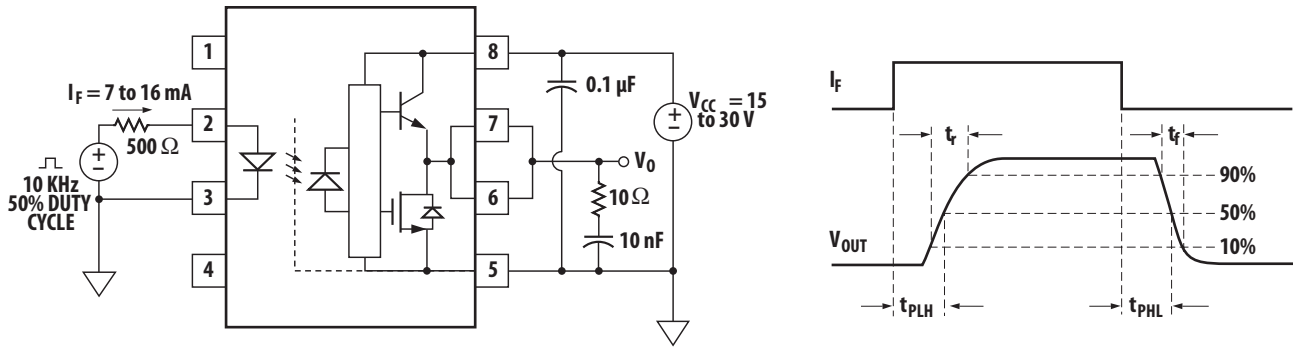 1
2
3
4
8
7
6
5
I_F = 7 to 16 mA
500 Ω
+
−
10 KHz
50% DUTY
CYCLE
0.1 µF
V_CC = 15
to 30 V
+
−
V_O
10 Ω
10 nF
I_F
t_r
t_f
90%
50%
10%
V_OUT
t_PLH
t_PHL